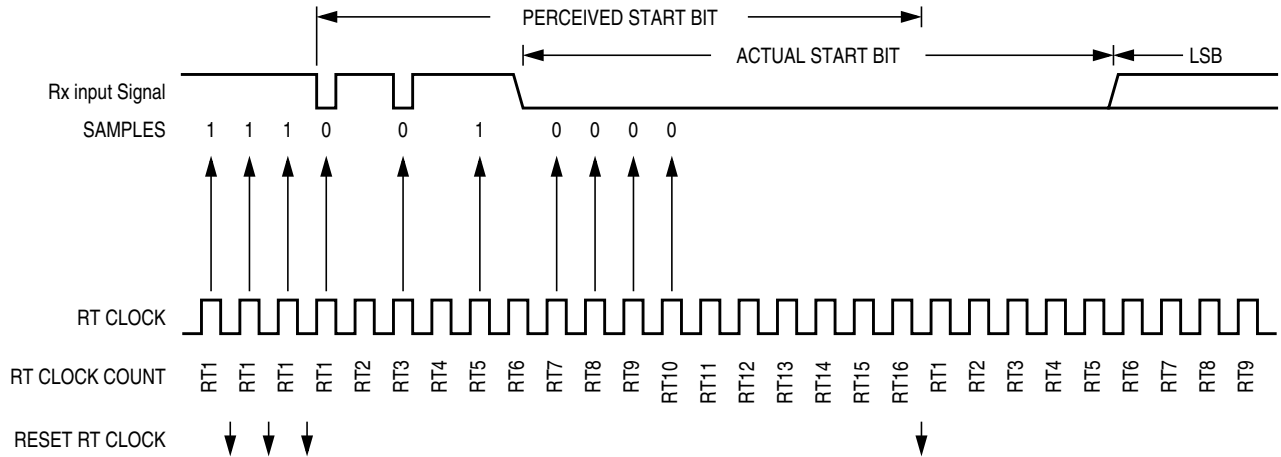 PERCEIVED START BIT
ACTUAL START BIT
LSB
Rx input Signal
SAMPLES 1 1 1 0 0 1 0 0 0 0
RT CLOCK
RT CLOCK COUNT RT1 RT1 RT1 RT1 RT2 RT3 RT4 RT5 RT6 RT7 RT8 RT9 RT10 RT11 RT12 RT13 RT14 RT15 RT16 RT1 RT2 RT3 RT4 RT5 RT6 RT7 RT8 RT9
RESET RT CLOCK